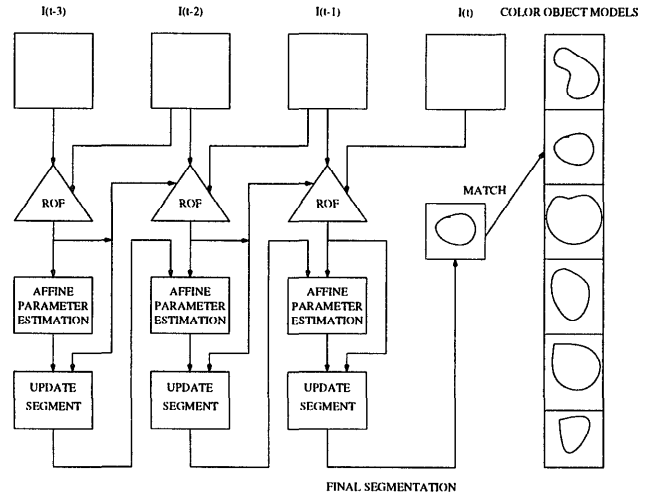 I(t-3) I(t-2) I(t-1) I(t) COLOR OBJECT MODELS
ROF ROF ROF
MATCH
AFFINE PARAMETER ESTIMATION
AFFINE PARAMETER ESTIMATION
AFFINE PARAMETER ESTIMATION
UPDATE SEGMENT
UPDATE SEGMENT
UPDATE SEGMENT
FINAL SEGMENTATION